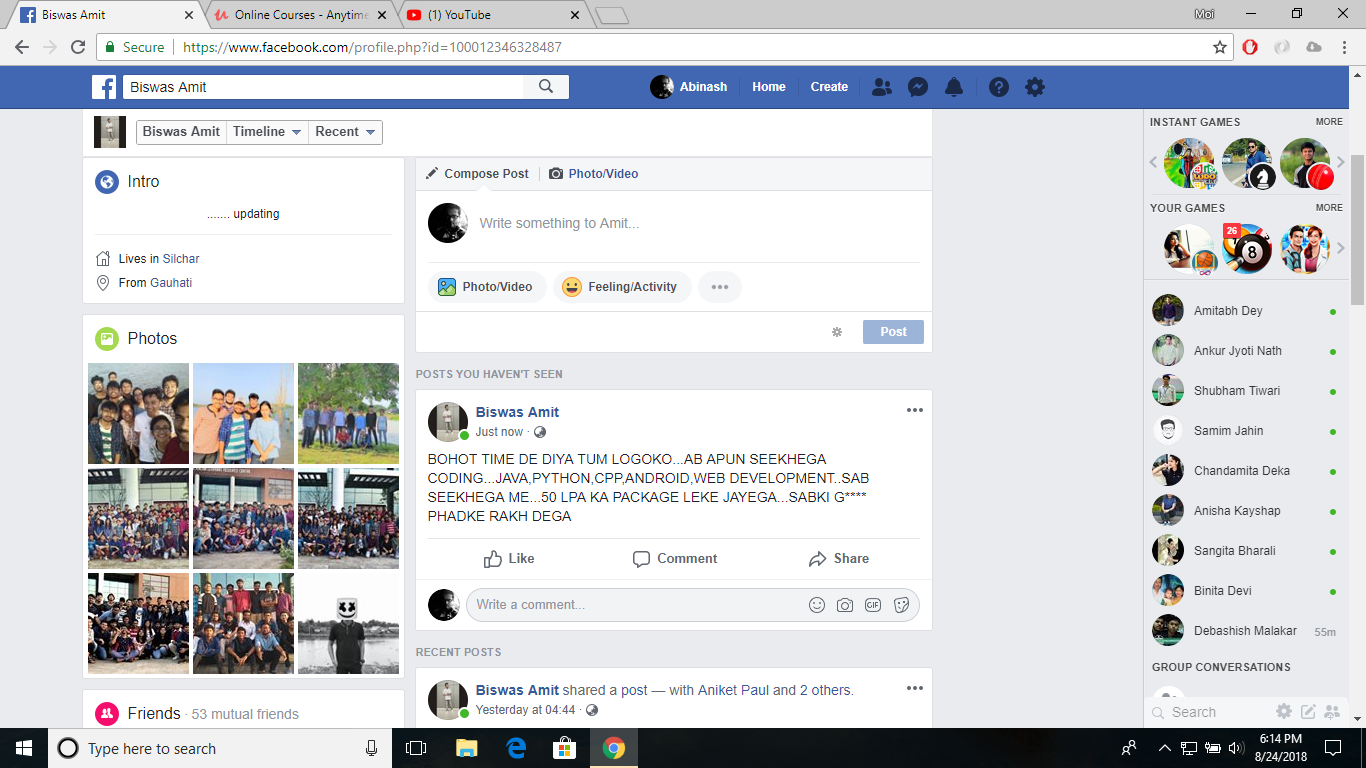 Biswas Amit
Online Courses - Anytime
(1) YouTube
Moi
Secure
https://www.facebook.com/profile.php?id=100012346328487
Biswas Amit
Abinash
Home
Create
Biswas Amit
Timeline
Recent
Intro
....... updating
Lives in Silchar
From Gauhati
Photos
Friends · 53 mutual friends
Compose Post
Photo/Video
Write something to Amit...
Photo/Video
Feeling/Activity
Post
POSTS YOU HAVEN'T SEEN
Biswas Amit
Just now ·
BOHOT TIME DE DIYA TUM LOGOKO...AB APUN SEEKHEGA
CODING...JAVA,PYTHON,CPP,ANDROID,WEB DEVELOPMENT..SAB
SEEKHEGA ME...50 LPA KA PACKAGE LEKE JAYEGA...SABKI G****
PHADKE RAKH DEGA
Like
Comment
Share
Write a comment...
GIF
RECENT POSTS
Biswas Amit shared a post — with Aniket Paul and 2 others.
Yesterday at 04:44 ·
INSTANT GAMES
MORE
YOUR GAMES
MORE
26
8
Amitabh Dey
Ankur Jyoti Nath
Shubham Tiwari
Samim Jahin
Chandamita Deka
Anisha Kayshap
Sangita Bharali
Binita Devi
Debashish Malakar
55m
GROUP CONVERSATIONS
Search
Type here to search
6:14 PM
8/24/2018